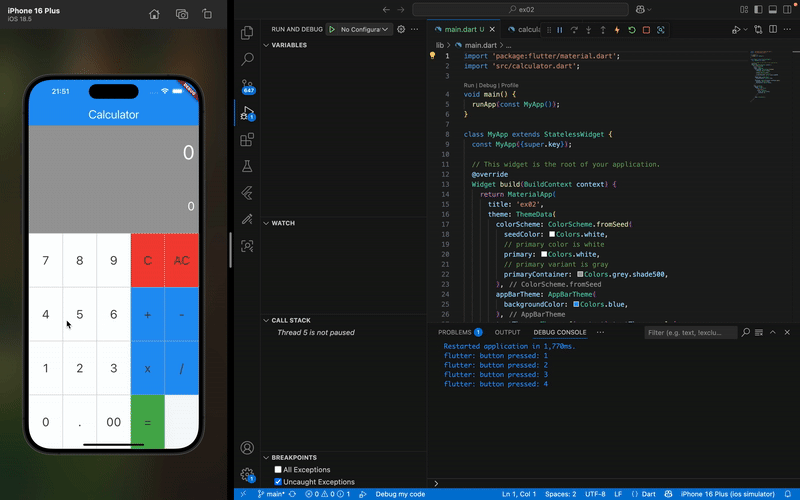 iPhone 16 Plus
iOS 18.5
21:51
Calculator
0
0
7 8 9 C AC
4 5 6 + -
1 2 3 x /
0 . 00 =
ex02
RUN AND DEBUG No Configura
VARIABLES
WATCH
CALL STACK
Thread 5 is not paused
BREAKPOINTS
All Exceptions
Uncaught Exceptions
647
1
1
main.dart U
lib > main.dart > ...
1 import 'package:flutter/material.dart';
2 import 'src/calculator.dart';
3
Run | Debug | Profile
4 void main() {
5 runApp(const MyApp());
6 }
7
8 class MyApp extends StatelessWidget {
9 const MyApp({super.key});
10
11 // This widget is the root of your application.
12 @override
13 Widget build(BuildContext context) {
14 return MaterialApp(
15 title: 'ex02',
16 theme: ThemeData(
17 colorScheme: ColorScheme.fromSeed(
18 seedColor: Colors.white,
19 // primary color is white
20 primary: Colors.white,
21 // primary variant is gray
22 primaryContainer: Colors.grey.shade500,
23 ), // ColorScheme.fromSeed
24 appBarTheme: AppBarTheme(
25 backgroundColor: Colors.blue,
26 ), // AppBarTheme
PROBLEMS 1 OUTPUT DEBUG CONSOLE ... Filter (e.g. text, !exclu...
Restarted application in 1,770ms.
flutter: button pressed: 1
flutter: button pressed: 2
flutter: button pressed: 3
flutter: button pressed: 4
main* 0 0 1 Debug my code Ln 1, Col 1 Spaces: 2 UTF-8 LF {} Dart iPhone 16 Plus (ios simulator)